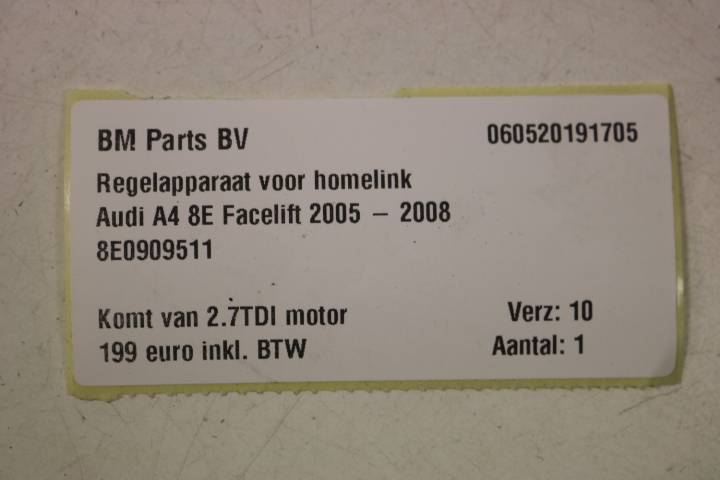 BM Parts BV 060520191705
Regelapparaat voor homelink
Audi A4 8E Facelift 2005 – 2008
8E0909511
Komt van 2.7TDI motor Verz: 10
199 euro inkl. BTW Aantal: 1